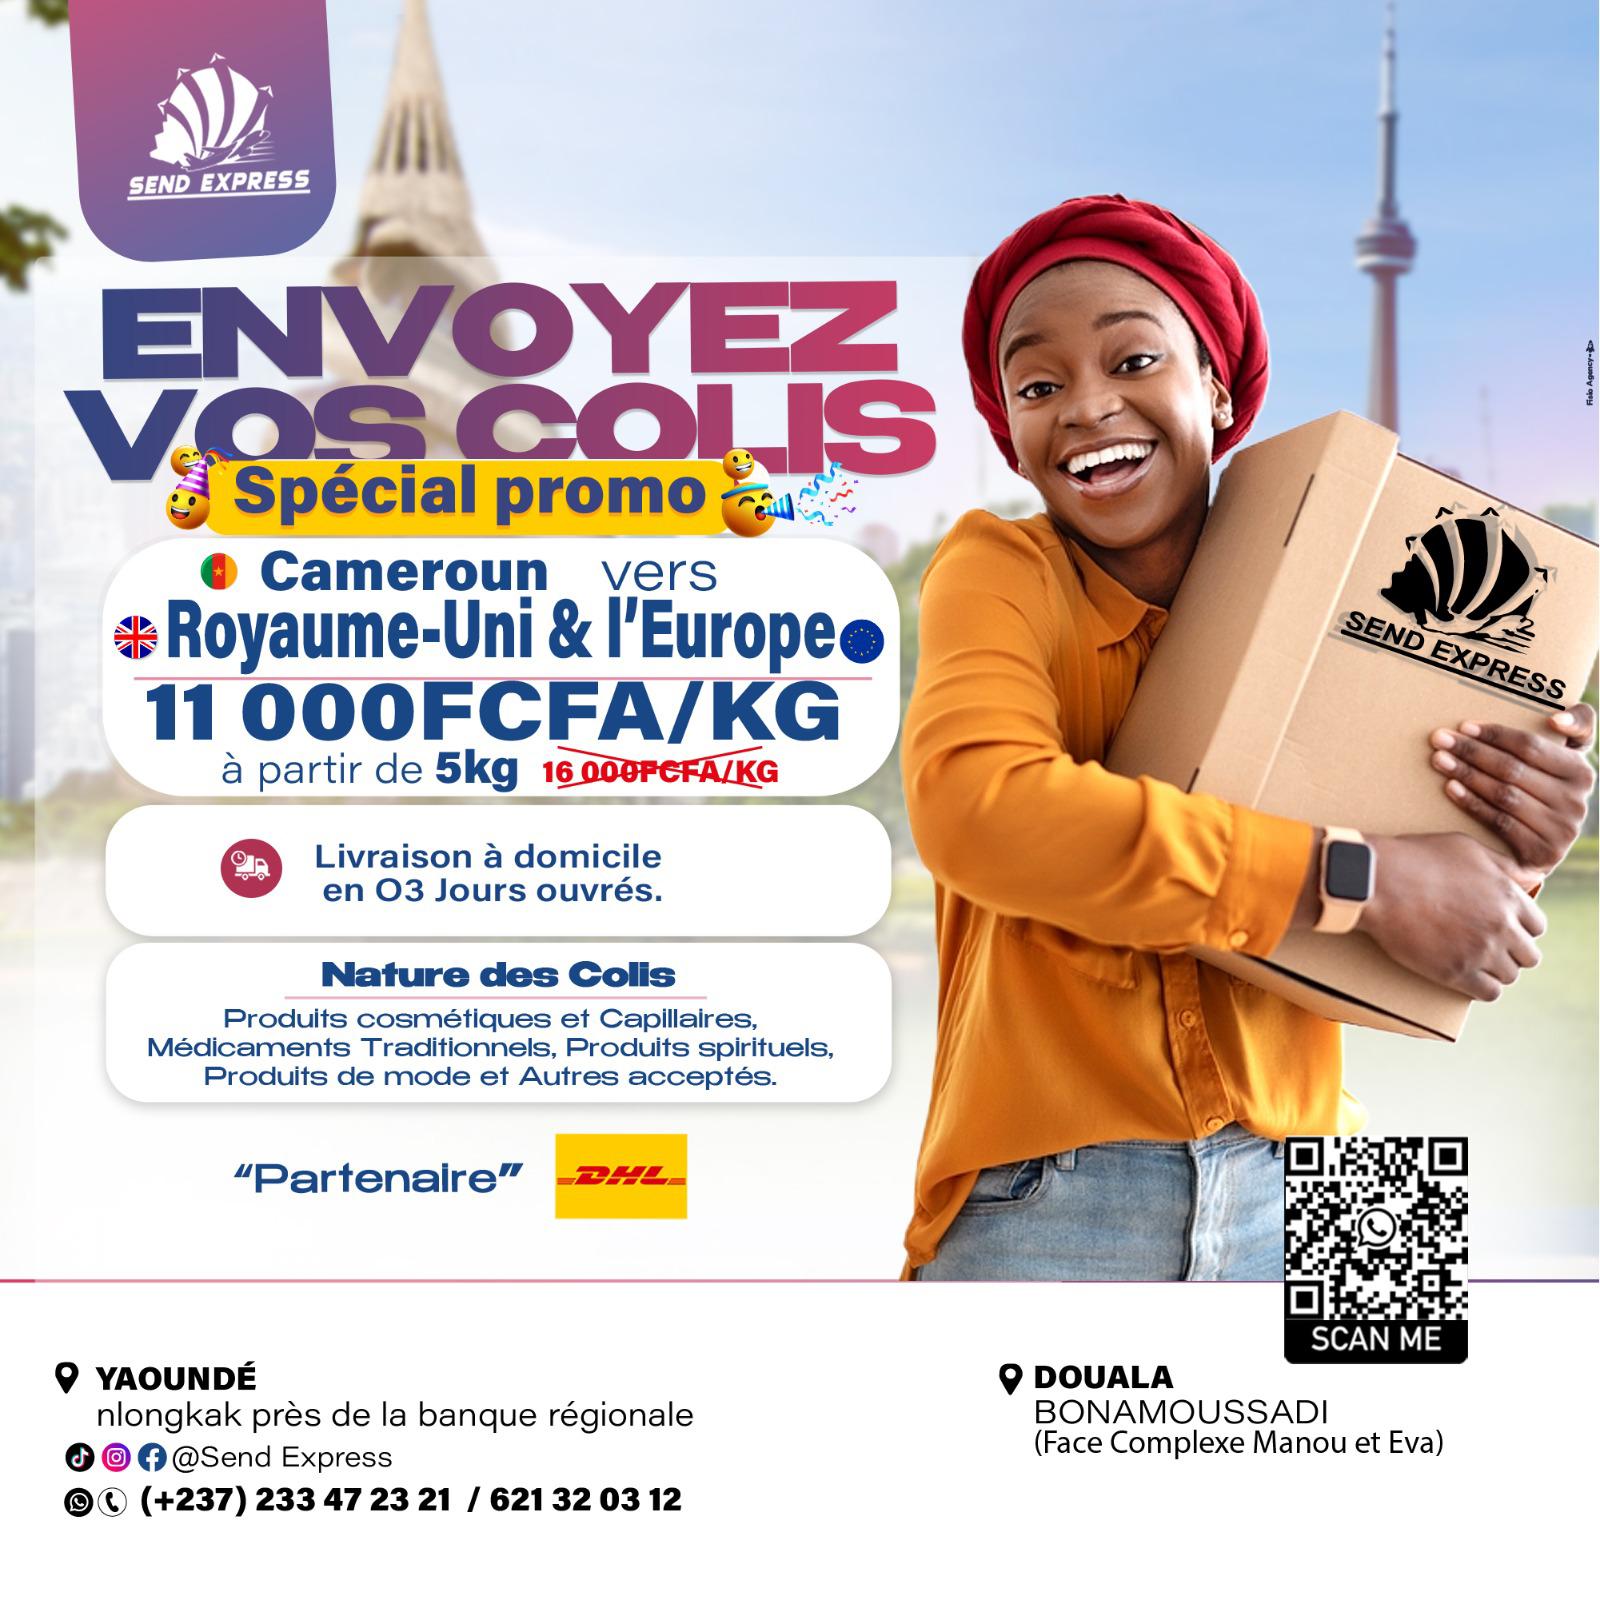 SEND EXPRESS
ENVOYEZ
VOS COLIS
Spécial promo
Cameroun vers
Royaume-Uni & l'Europe
11 000FCFA/KG
à partir de 5kg 16 000FCFA/KG
Livraison à domicile
en 03 Jours ouvrés.
Nature des Colis
Produits cosmétiques et Capillaires,
Médicaments Traditionnels, Produits spirituels,
Produits de mode et Autres acceptés.
"Partenaire" DHL
SEND EXPRESS
Fisio Agency
SCAN ME
YAOUNDÉ
nlongkak près de la banque régionale
@Send Express
(+237) 233 47 23 21 / 621 32 03 12
DOUALA
BONAMOUSSADI
(Face Complexe Manou et Eva)